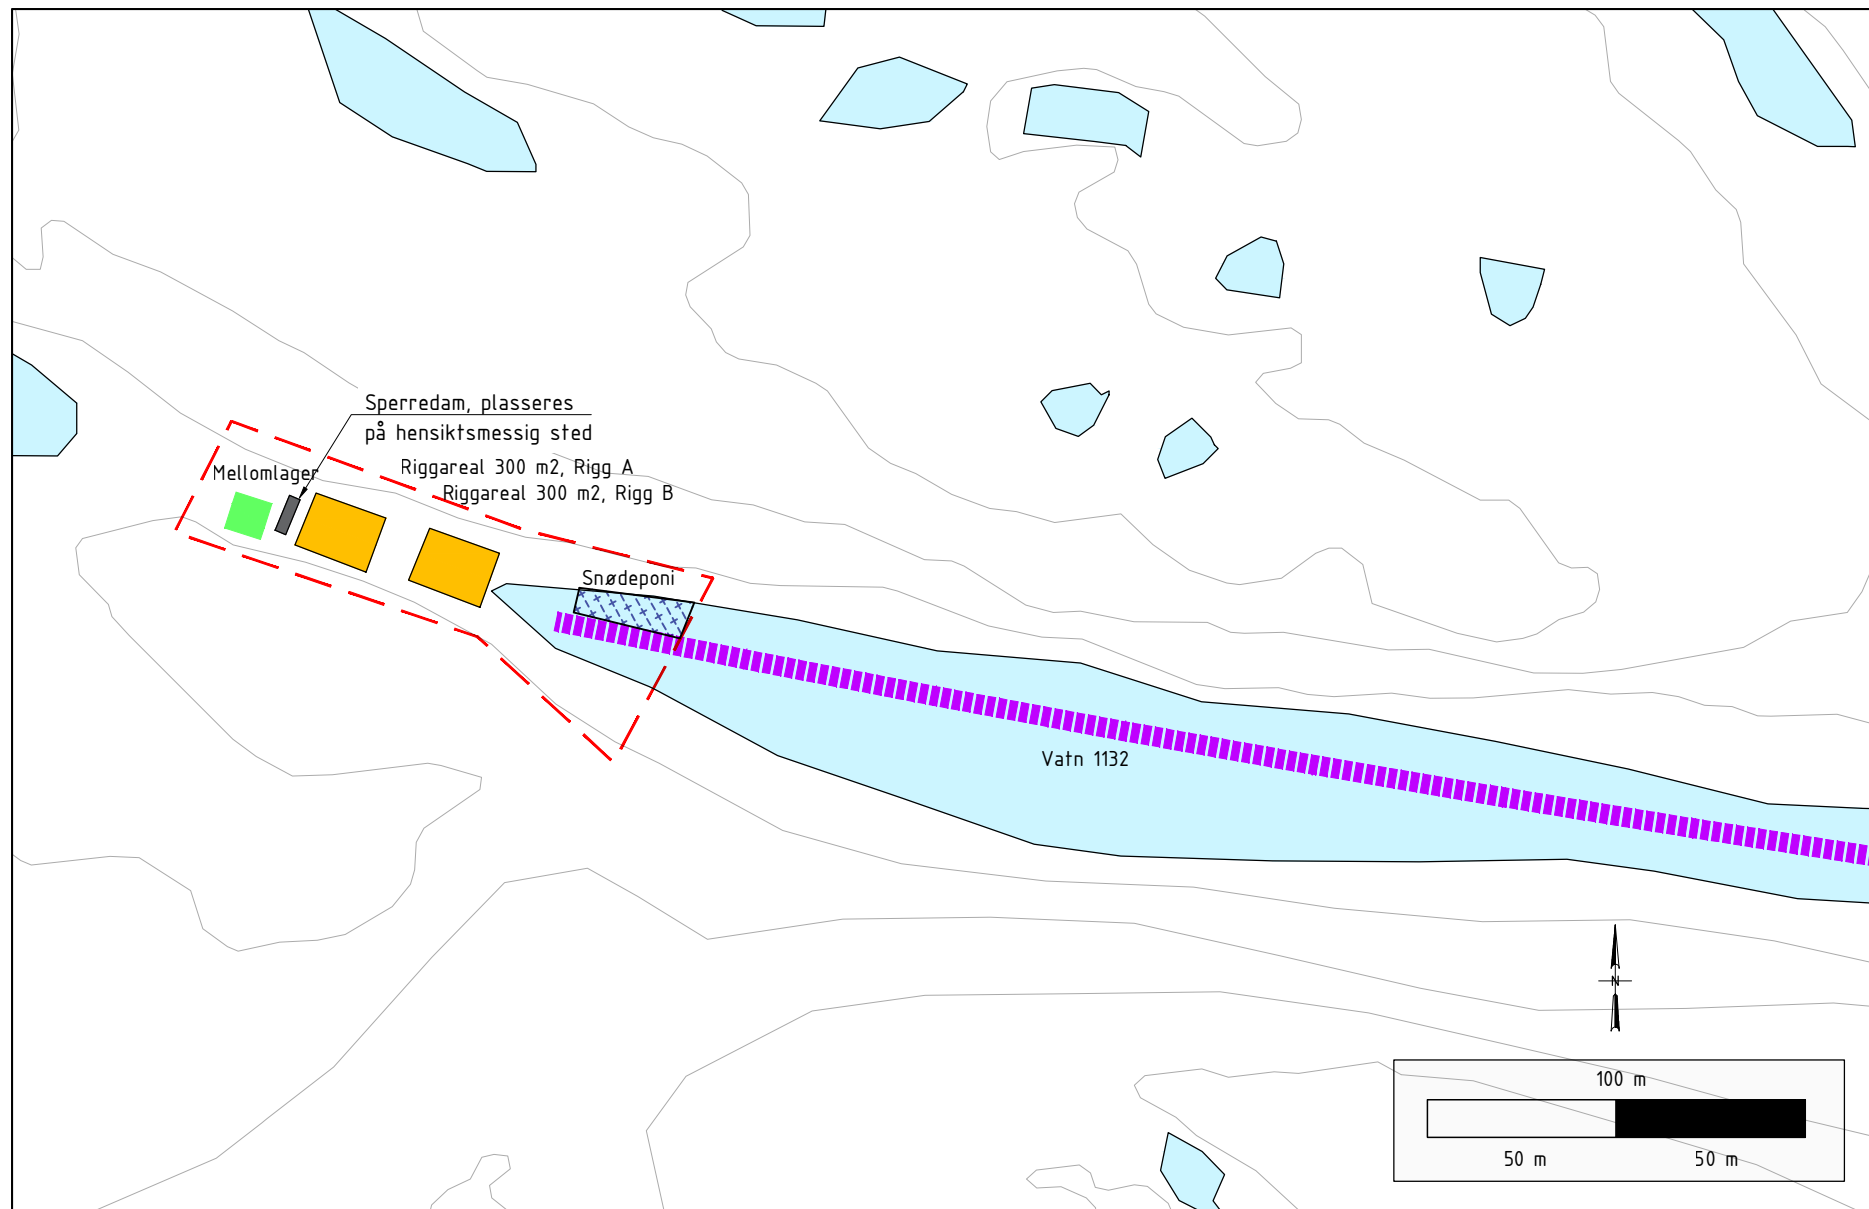 Sperredam, plasseres
på hensiktsmessig sted
Mellomlager
Riggareal 300 m2, Rigg A
Riggareal 300 m2, Rigg B
Snødeponi
Vatn 1132
N
100 m
50 m
50 m